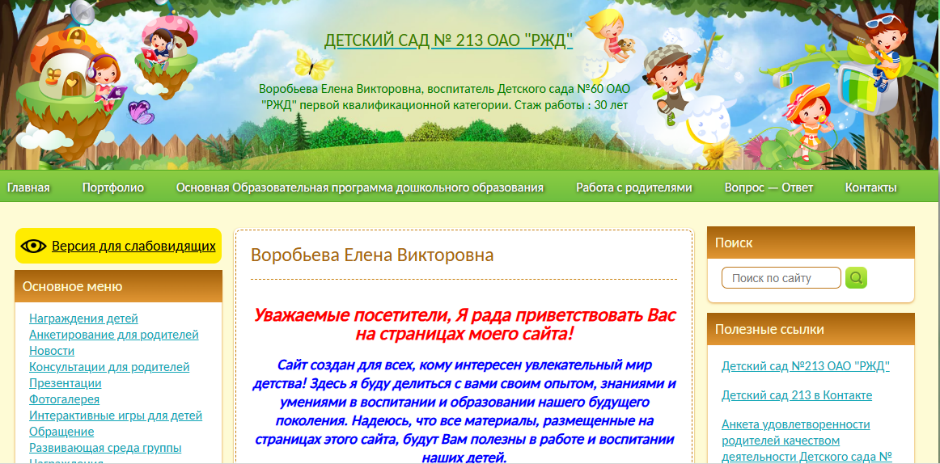 ДЕТСКИЙ САД № 213 ОАО "РЖД"
Воробьева Елена Викторовна, воспитатель Детского сада №60 ОАО
"РЖД" первой квалификационной категории. Стаж работы : 30 лет
Главная
Портфолио
Основная Образовательная программа дошкольного образования
Работа с родителями
Вопрос — Ответ
Контакты
Версия для слабовидящих
Основное меню
Награждения детей
Анкетирование для родителей
Новости
Консультации для родителей
Презентации
Фотогалерея
Интерактивные игры для детей
Обращение
Развивающая среда группы
Награждения
Воробьева Елена Викторовна
Уважаемые посетители, Я рада приветствовать Вас
на страницах моего сайта!
Сайт создан для всех, кому интересен увлекательный мир
детства! Здесь я буду делиться с вами своим опытом, знаниями и
умениями в воспитании и образовании нашего будущего
поколения. Надеюсь, что все материалы, размещенные на
страницах этого сайта, будут Вам полезны в работе и воспитании
наших детей.
Поиск
Поиск по сайту
Полезные ссылки
Детский сад №213 ОАО "РЖД"
Детский сад 213 в Контакте
Анкета удовлетворенности
родителей качеством
деятельности Детского сада №